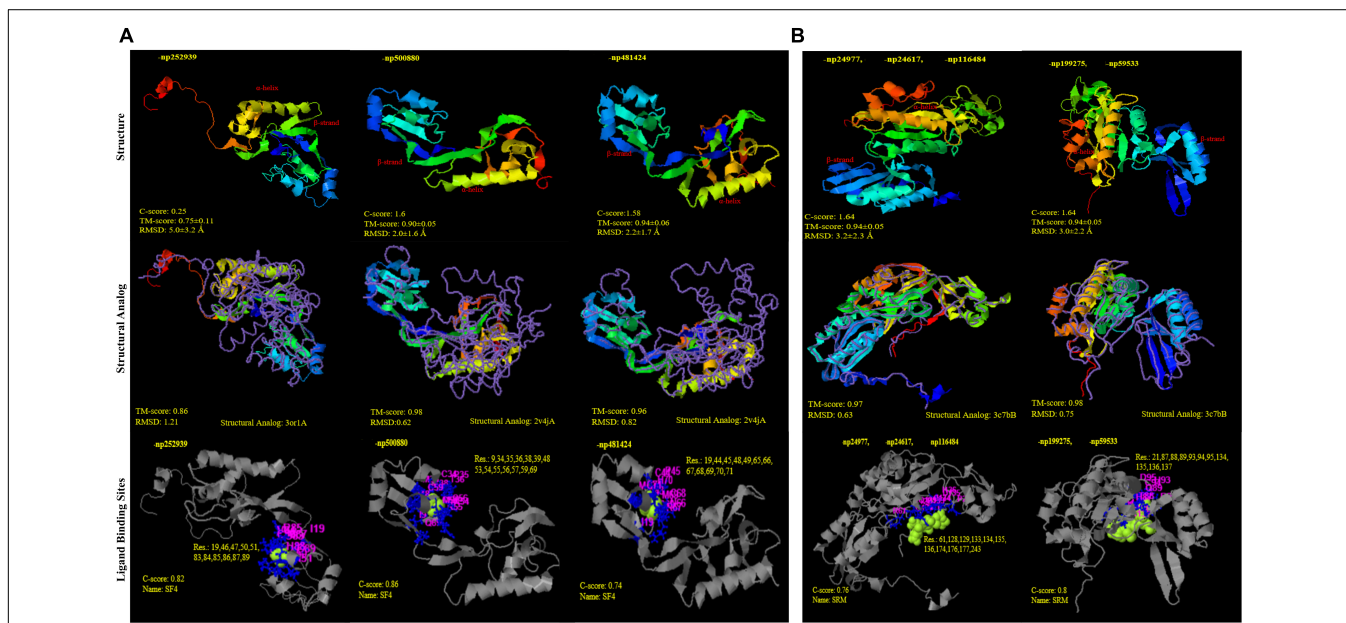 A
B
-np252939
-np500880
-np481424
-np24977, -np24617, -np116484
-np199275, -np59533
Structure
α-helix
β-strand
β-strand
α-helix
β-strand
α-helix
α-helix
β-strand
α-helix
β-strand
C-score: 0.25
TM-score: 0.75±0.11
RMSD: 5.0±3.2 Å
C-score: 1.6
TM-score: 0.90±0.05
RMSD: 2.0±1.6 Å
C-score:1.58
TM-score: 0.94±0.06
RMSD: 2.2±1.7 Å
C-score: 1.64
TM-score: 0.94±0.05
RMSD: 3.2±2.3 Å
C-score: 1.64
TM-score: 0.94±0.05
RMSD: 3.0±2.2 Å
Structural Analog
TM-score: 0.86
RMSD: 1.21
Structural Analog: 3or1A
TM-score: 0.98
RMSD:0.62
Structural Analog: 2v4jA
TM-score: 0.96
RMSD: 0.82
Structural Analog: 2v4jA
TM-score: 0.97
RMSD: 0.63
Structural Analog: 3c7bB
TM-score: 0.98
RMSD: 0.75
Structural Analog: 3c7bB
Ligand Binding Sites
-np252939
-np500880
-np481424
-np24977, -np24617, np116484
-np199275, -np59533
I19
Res.: 19,46,47,50,51,
83,84,85,86,87,89
C-score: 0.82
Name: SF4
Res.: 9,34,35,36,38,39,48
53,54,55,56,57,59,69
C-score: 0.86
Name: SF4
Res.: 19,44,45,48,49,65,66,
67,68,69,70,71
C-score: 0.74
Name: SF4
Res.: 61,128,129,133,134,135,
136,174,176,177,243
C-score: 0.76
Name: SRM
Res.: 21,87,88,89,93,94,95,134,
135,136,137
C-score: 0.8
Name: SRM